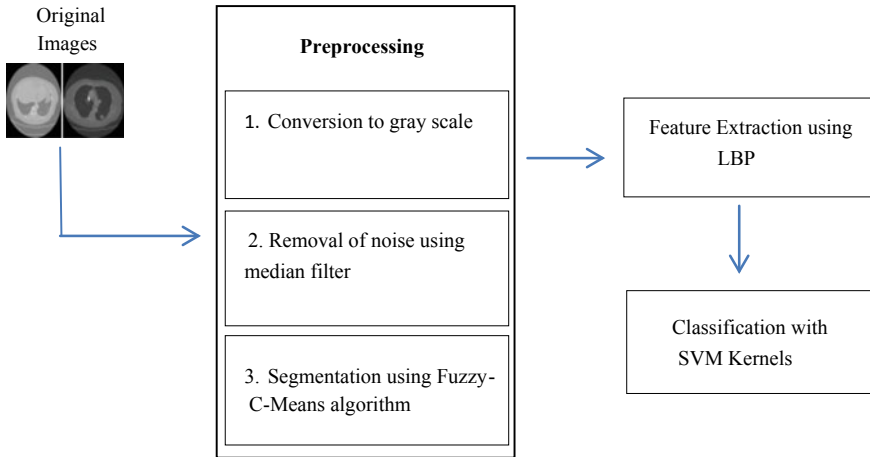 Original
Images
Preprocessing
1. Conversion to gray scale
2. Removal of noise using
median filter
3. Segmentation using Fuzzy-
C-Means algorithm
Feature Extraction using
LBP
Classification with
SVM Kernels